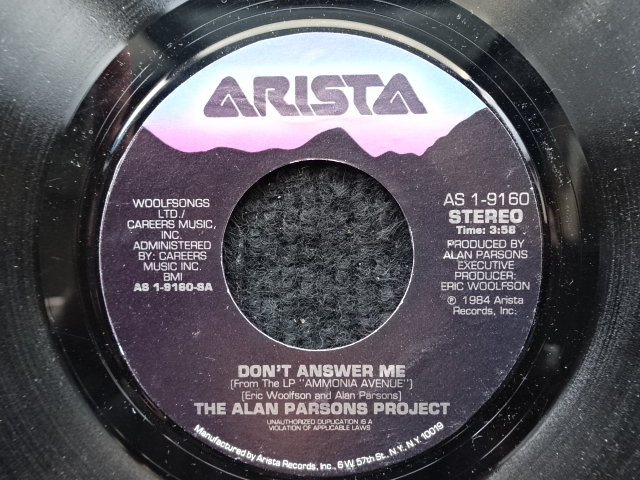 ARISTA
WOOLFSONGS
LTD./
CAREERS MUSIC,
INC.
ADMINISTERED
BY: CAREERS
MUSIC INC.
BMI
AS 1-9160-SA
AS 1-9160
STEREO
Time: 3:58
PRODUCED BY
ALAN PARSONS
EXECUTIVE
PRODUCER:
ERIC WOOLFSON
℗ 1984 Arista
Records, Inc.
DON'T ANSWER ME
(From The LP "AMMONIA AVENUE")
(Eric Woolfson and Alan Parsons)
THE ALAN PARSONS PROJECT
UNAUTHORIZED DUPLICATION IS A
VIOLATION OF APPLICABLE LAWS
Manufactured by Arista Records, Inc., 6 W 57th St., N.Y., N.Y. 10019